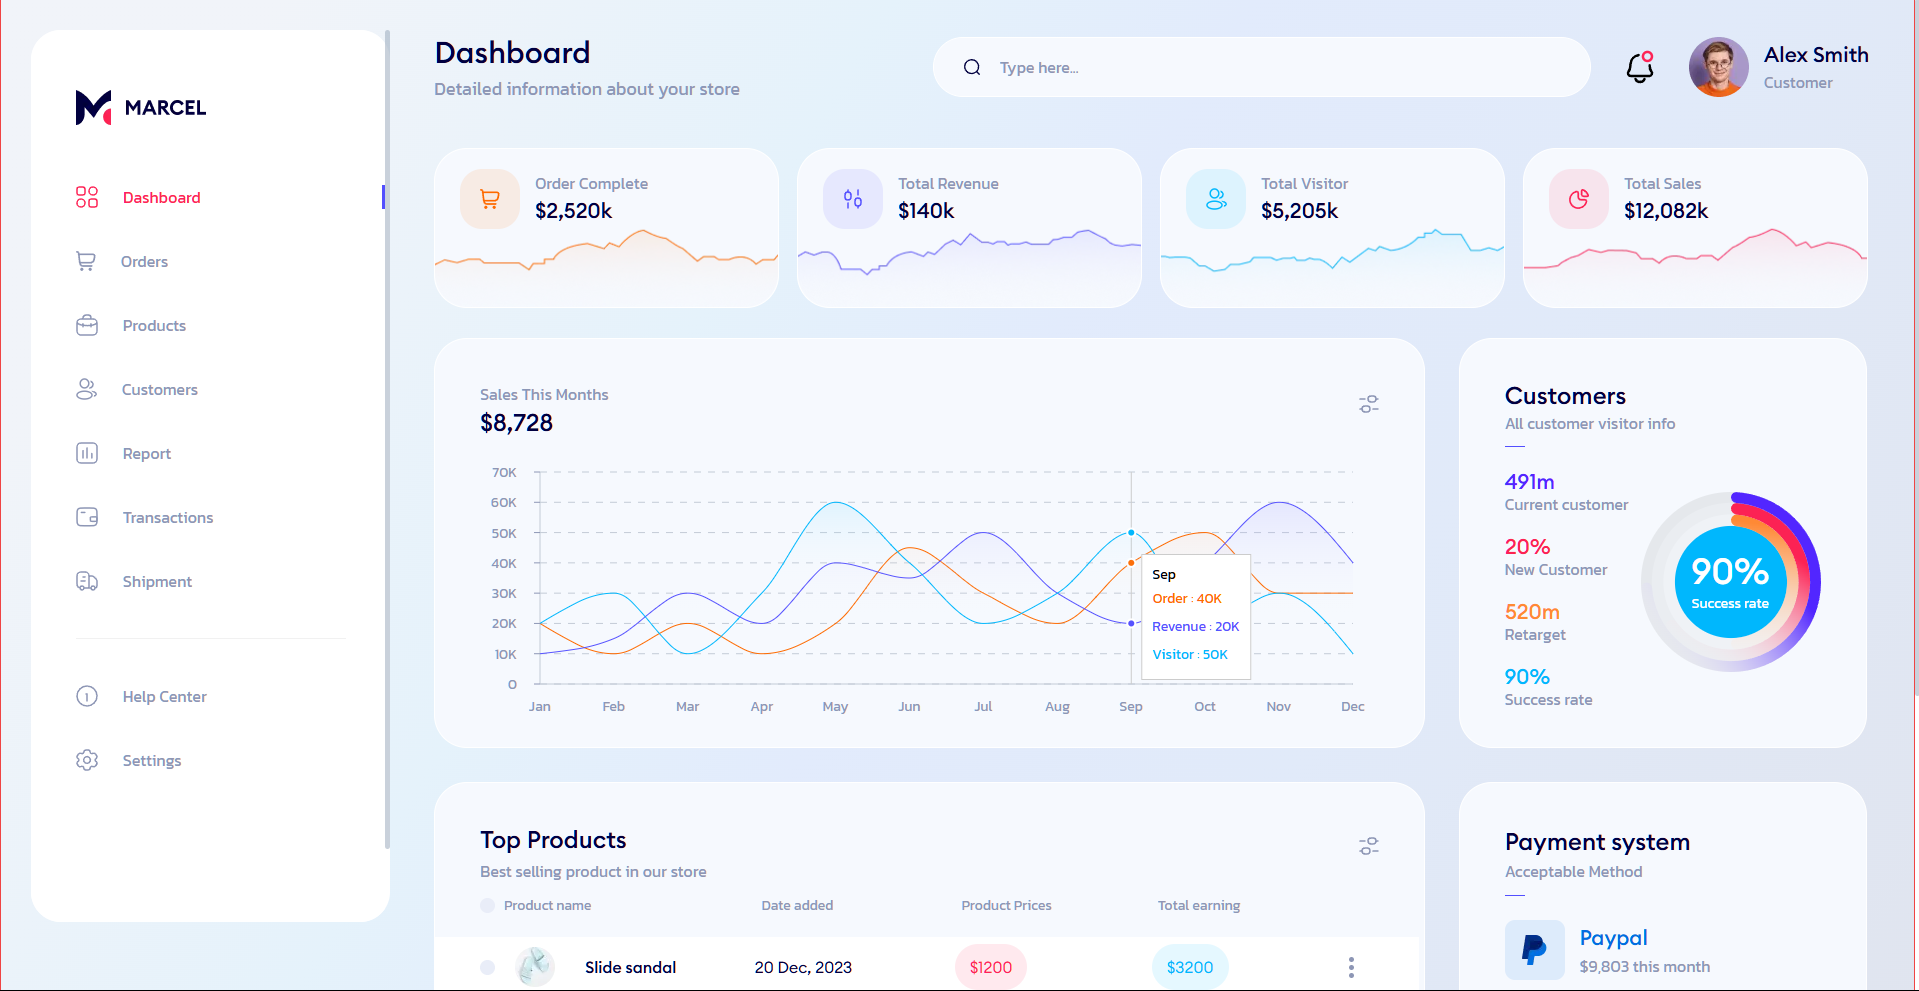 MARCEL
Dashboard
Orders
Products
Customers
Report
Transactions
Shipment
Help Center
Settings
Dashboard
Detailed information about your store
Type here...
Alex Smith
Customer
Order Complete
$2,520k
Total Revenue
$140k
Total Visitor
$5,205k
Total Sales
$12,082k
Sales This Months
$8,728
70K
60K
50K
40K
30K
20K
10K
0
Jan Feb Mar Apr May Jun Jul Aug Sep Oct Nov Dec
Sep
Order : 40K
Revenue : 20K
Visitor : 50K
Customers
All customer visitor info
491m
Current customer
20%
New Customer
520m
Retarget
90%
Success rate
90%
Success rate
Top Products
Best selling product in our store
Product name Date added Product Prices Total earning
Slide sandal 20 Dec, 2023 $1200 $3200
Payment system
Acceptable Method
Paypal
$9,803 this month